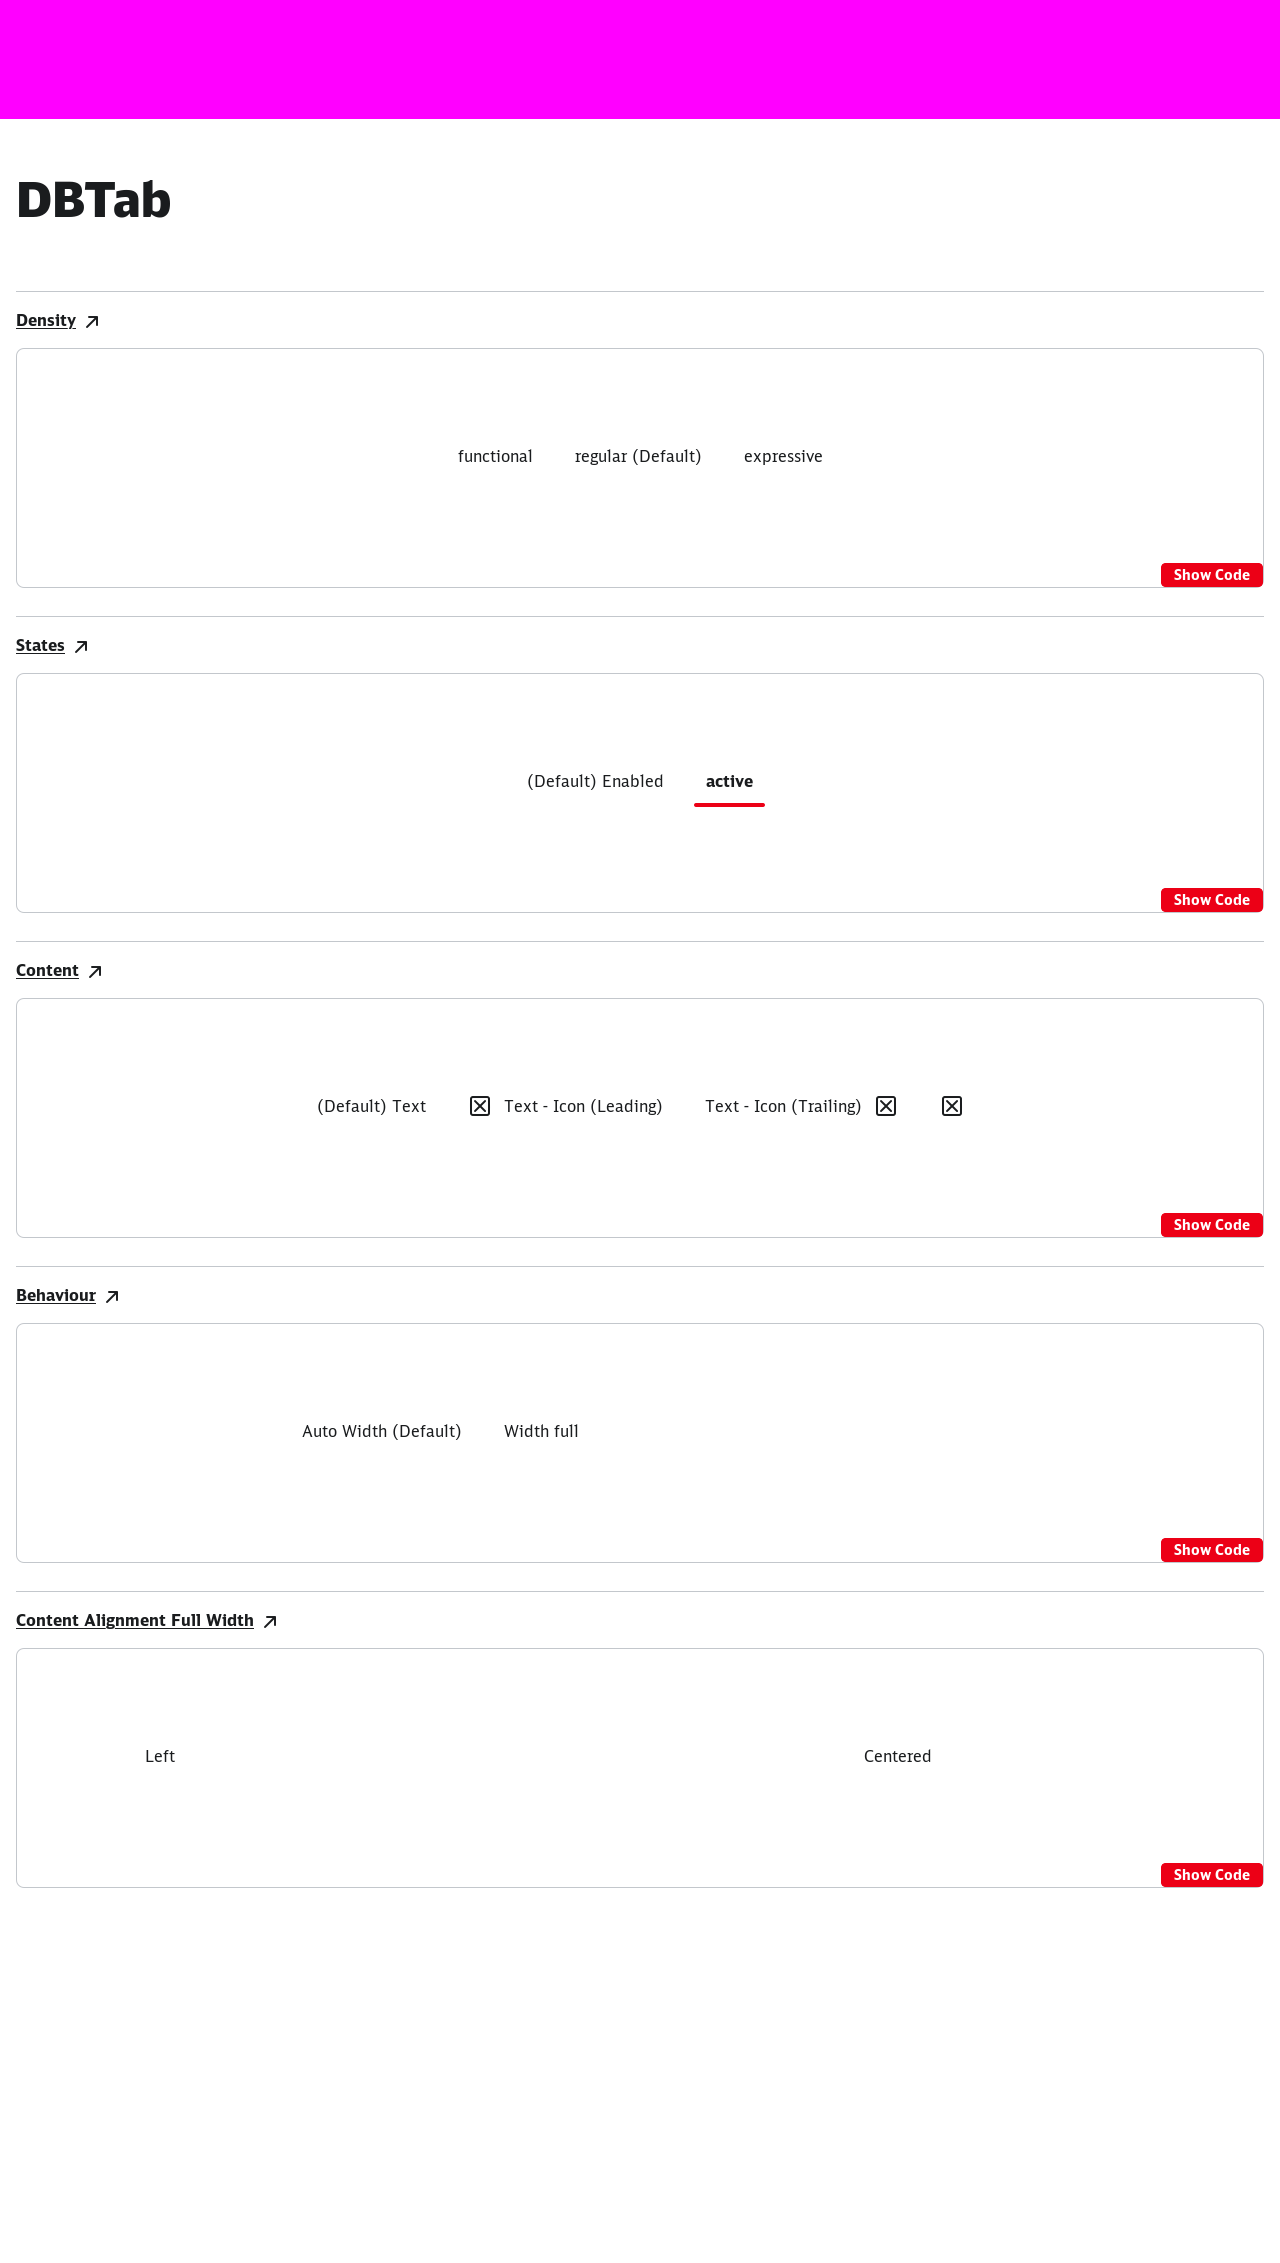 DBTab
Density
functional regular (Default) expressive
Show Code
States
(Default) Enabled active
Show Code
Content
(Default) Text Text - Icon (Leading) Text - Icon (Trailing)
Show Code
Behaviour
Auto Width (Default) Width full
Show Code
Content Alignment Full Width
Left Centered
Show Code